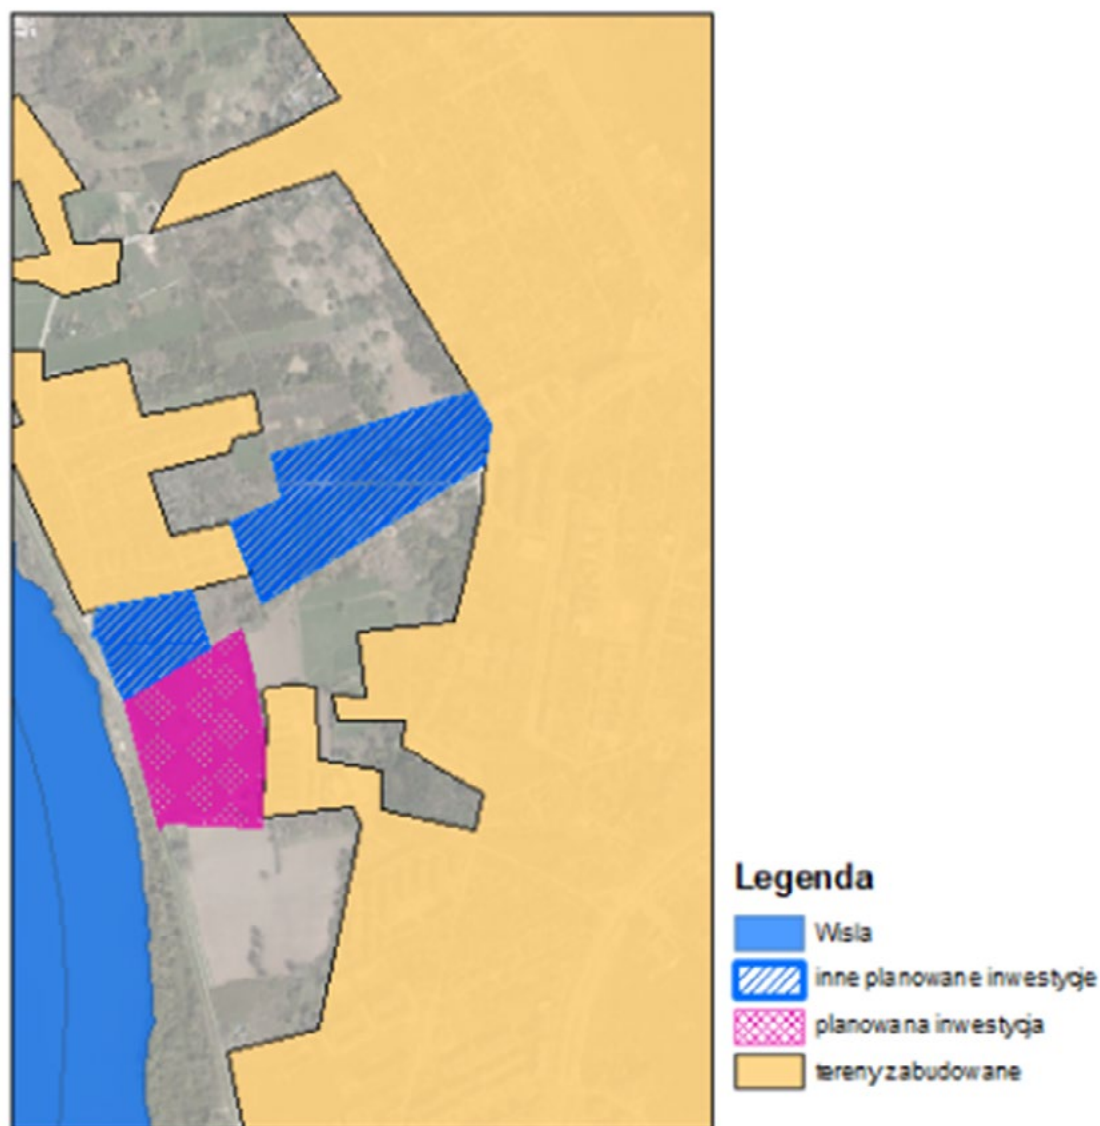 Legenda
Wisla
inne planowane inwestycje
planowana inwestycja
tereny zabudowane